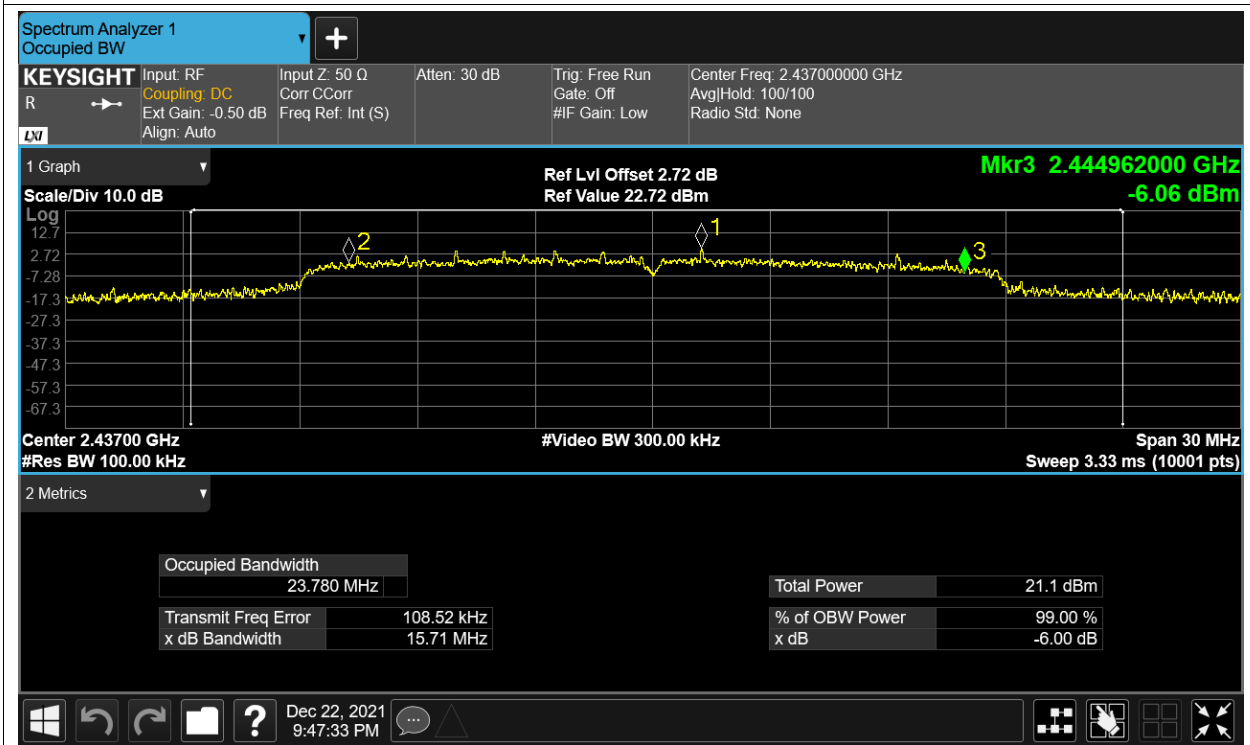 Spectrum Analyzer 1
Occupied BW
KEYSIGHT
R
LXI
Input: RF
Coupling: DC
Ext Gain: -0.50 dB
Align: Auto
Input Z: 50 Ω
Corr CCorr
Freq Ref: Int (S)
Atten: 30 dB
Trig: Free Run
Gate: Off
#IF Gain: Low
Center Freq: 2.437000000 GHz
Avg|Hold: 100/100
Radio Std: None
1 Graph
Scale/Div 10.0 dB
Ref Lvl Offset 2.72 dB
Ref Value 22.72 dBm
Mkr3 2.444962000 GHz
-6.06 dBm
Log
12.7
2.72
-7.28
-17.3
-27.3
-37.3
-47.3
-57.3
-67.3
2
1
3
Center 2.43700 GHz
#Res BW 100.00 kHz
#Video BW 300.00 kHz
Span 30 MHz
Sweep 3.33 ms (10001 pts)
2 Metrics
Occupied Bandwidth
23.780 MHz
Transmit Freq Error 108.52 kHz
x dB Bandwidth 15.71 MHz
Total Power 21.1 dBm
% of OBW Power 99.00 %
x dB -6.00 dB
?
Dec 22, 2021
9:47:33 PM